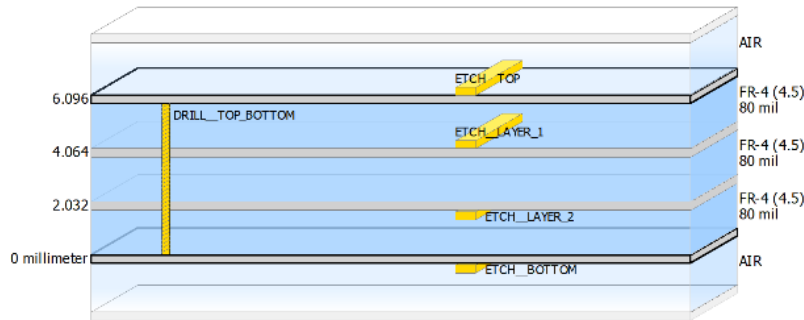 AIR
ETCH__TOP
6.096
FR-4 (4.5)
80 mil
DRILL__TOP_BOTTOM
ETCH__LAYER_1
4.064
FR-4 (4.5)
80 mil
2.032
FR-4 (4.5)
80 mil
ETCH__LAYER_2
0 millimeter
AIR
ETCH__BOTTOM